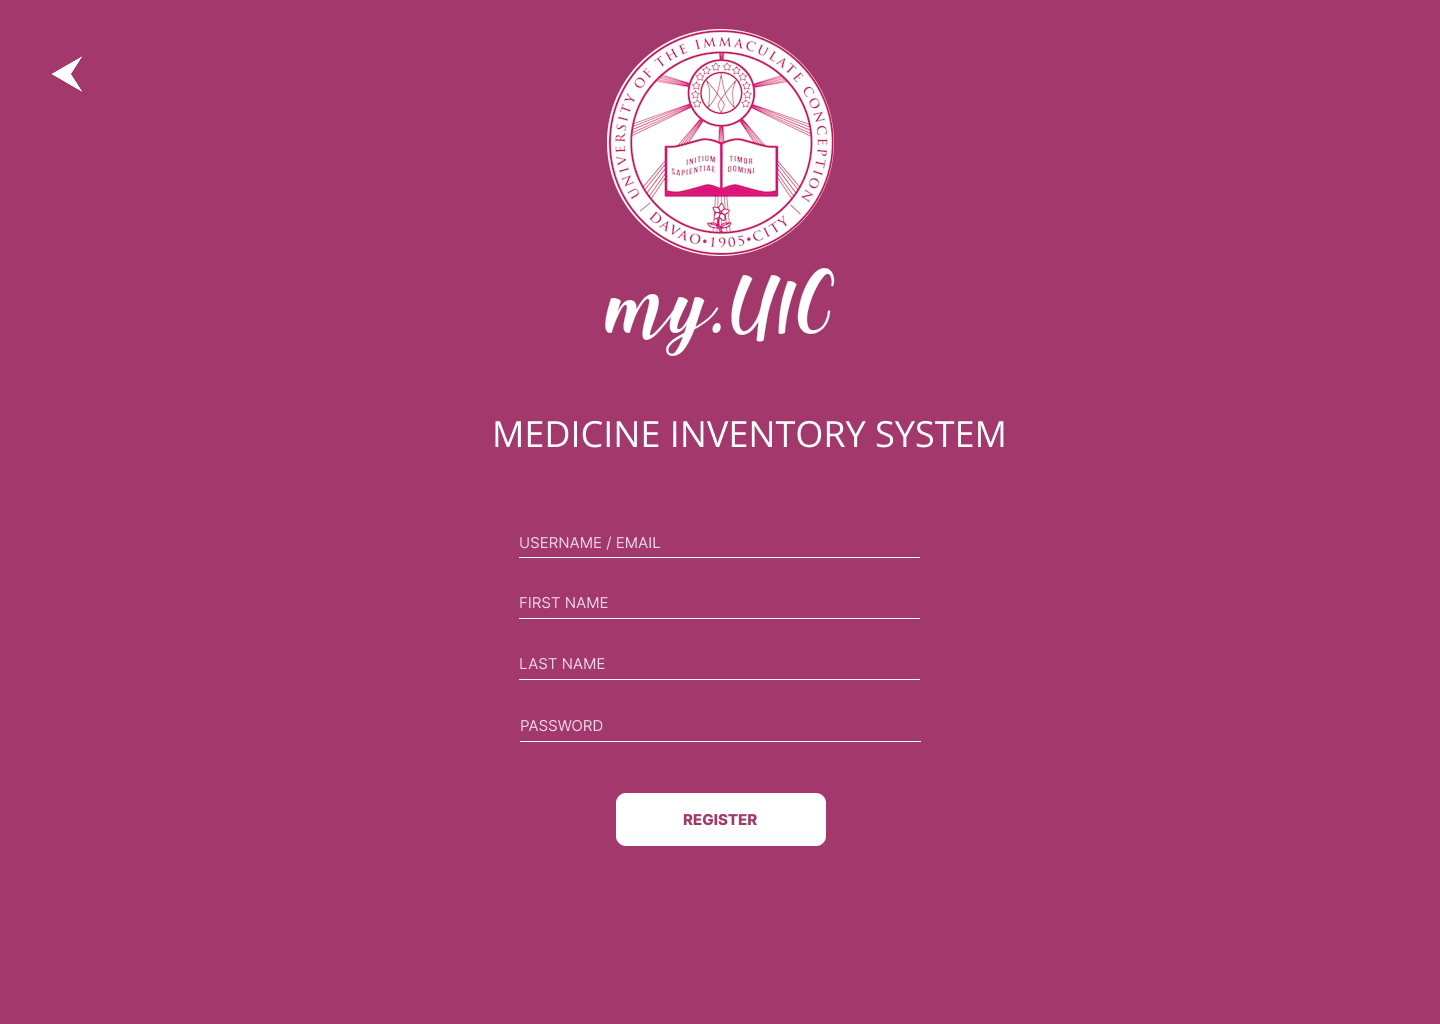 UNIVERSITY OF THE IMMACULATE CONCEPTION
INITIUM TIMOR
SAPIENTIAE DOMINI
DAVAO•1905•CITY
my.UIC
MEDICINE INVENTORY SYSTEM
USERNAME / EMAIL
FIRST NAME
LAST NAME
PASSWORD
REGISTER